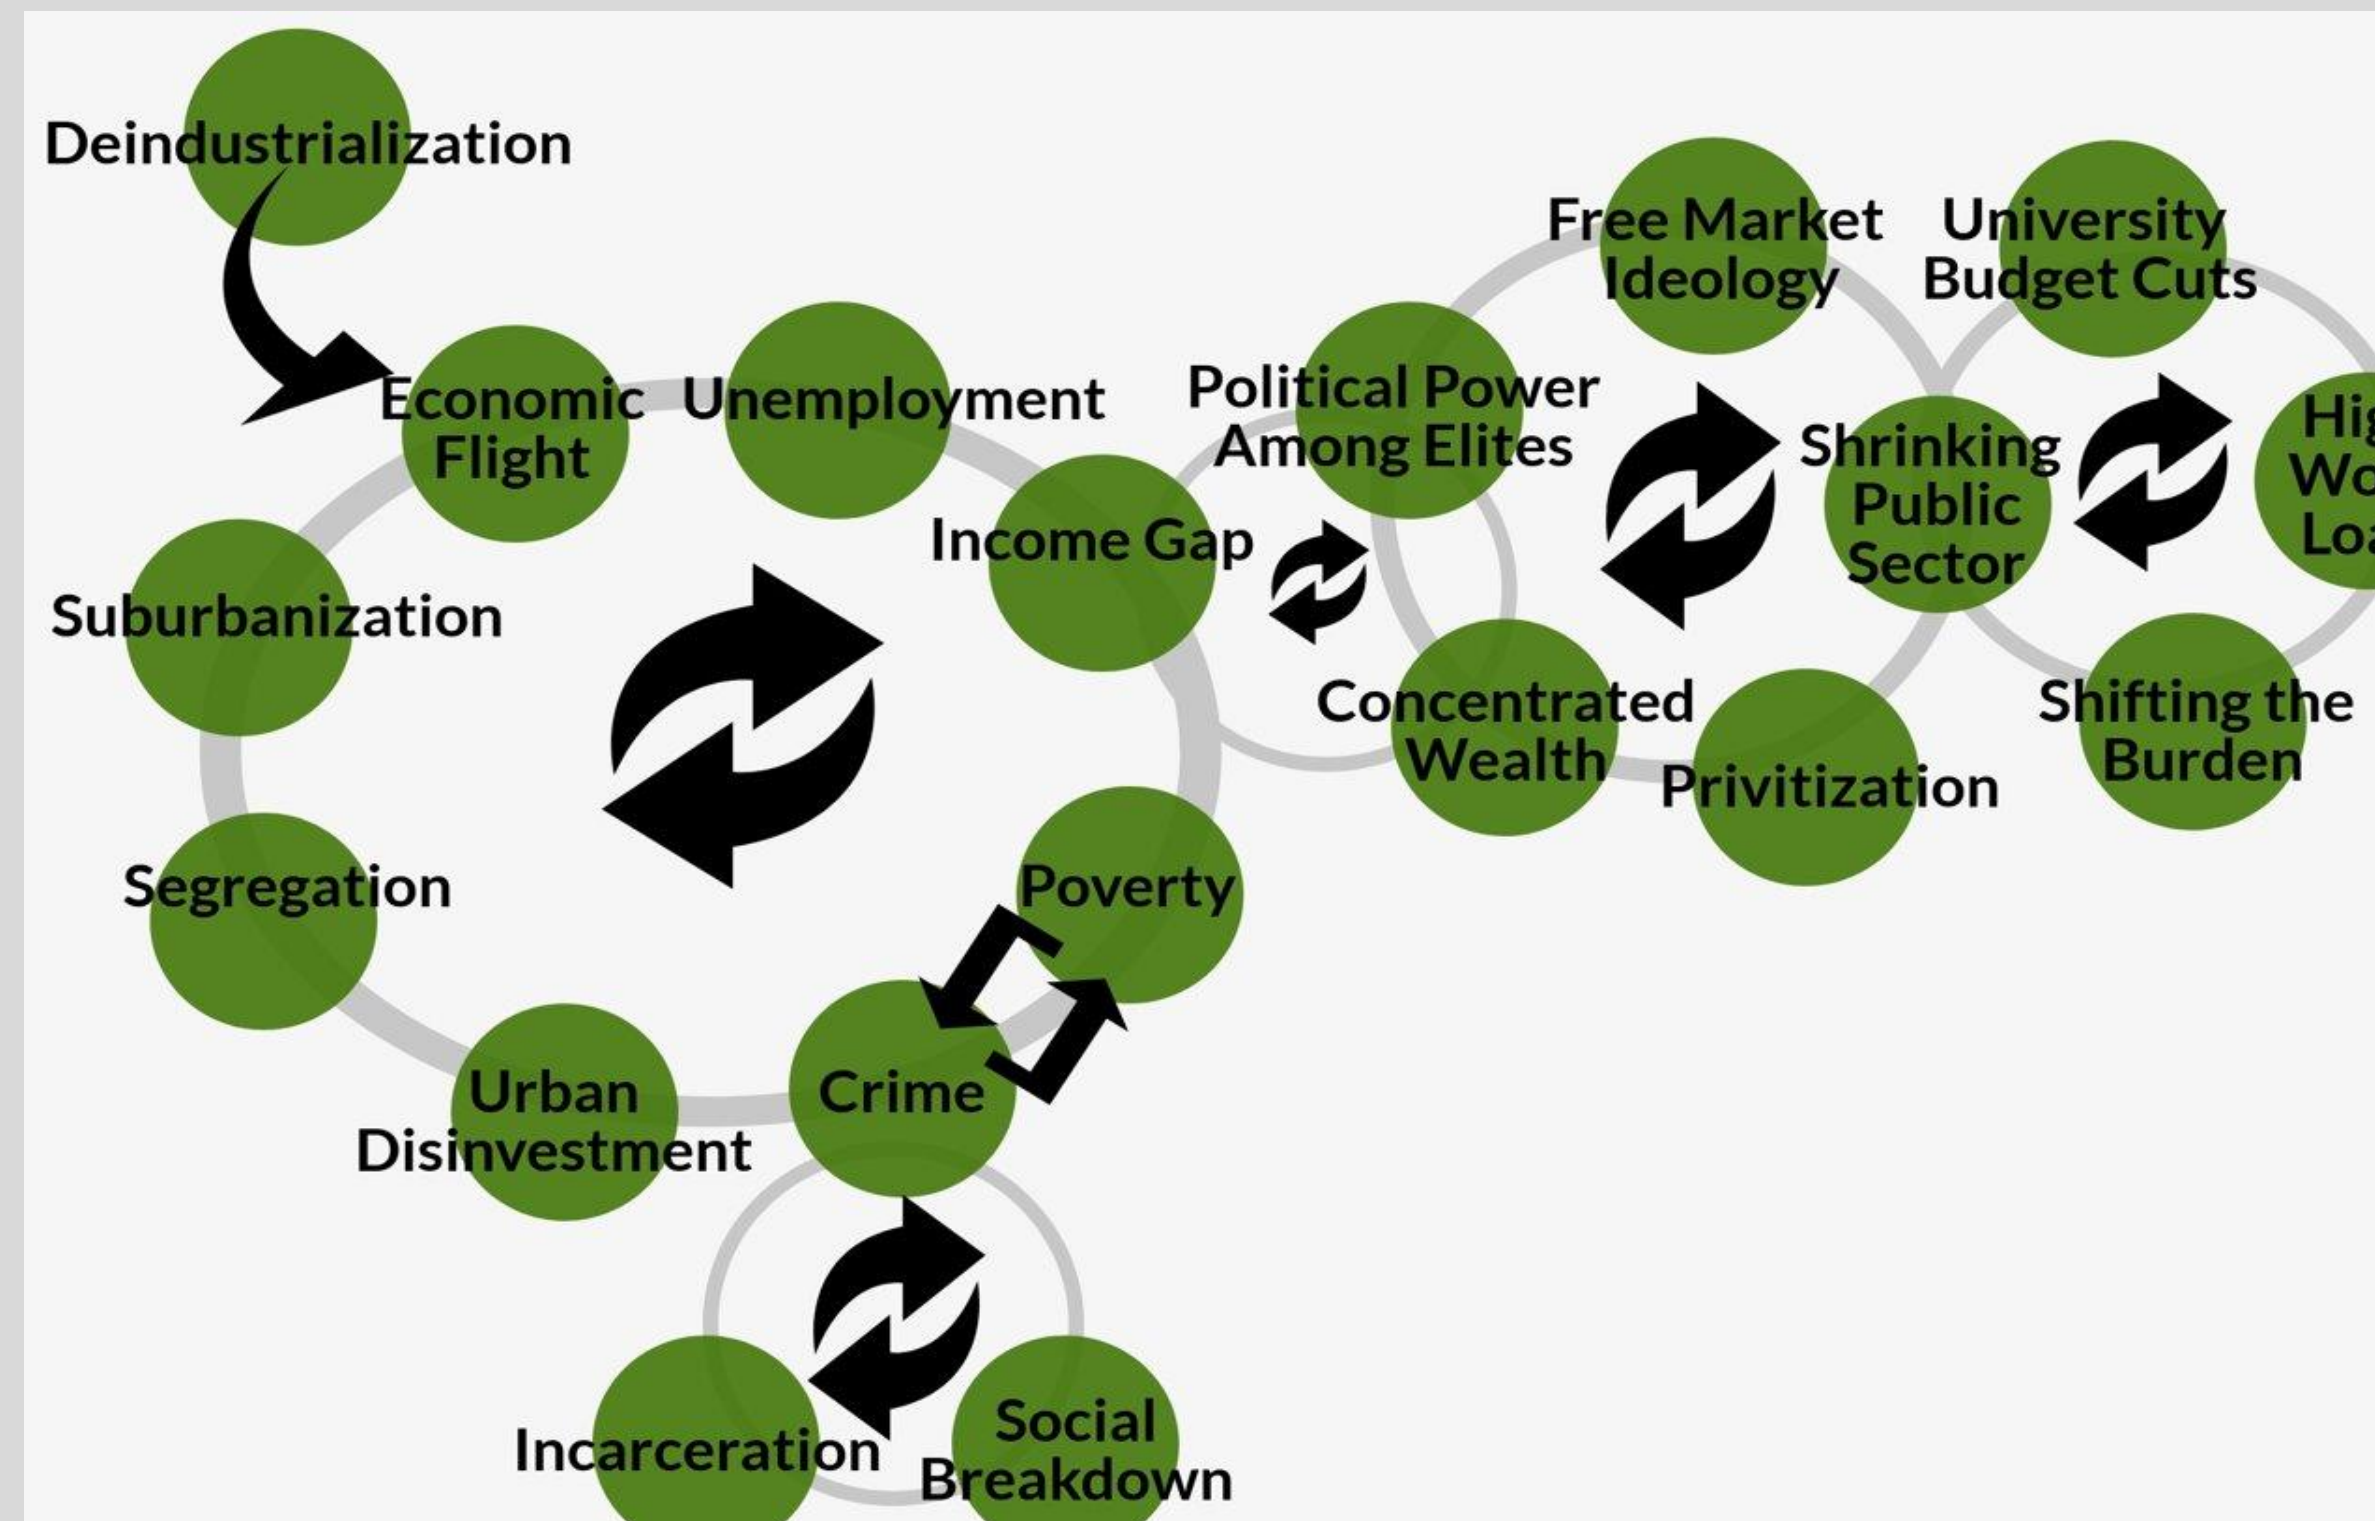 Deindustrialization
Economic
Flight
Unemployment
Income Gap
Suburbanization
Segregation
Urban
Disinvestment
Crime
Poverty
Incarceration
Social
Breakdown
Political Power
Among Elites
Concentrated
Wealth
Free Market
Ideology
Privitization
Shrinking
Public
Sector
University
Budget Cuts
Shifting the
Burden